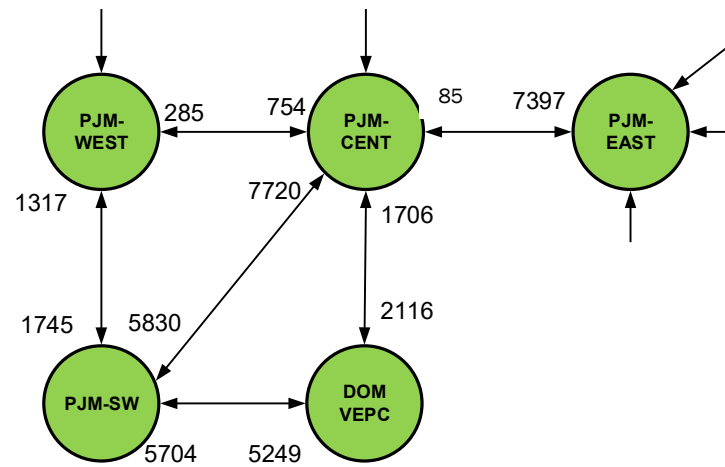 PJM-
WEST
285
754
PJM-
CENT
85
7397
PJM-
EAST
1317
7720
1706
1745
5830
2116
PJM-SW
DOM
VEPC
5704
5249